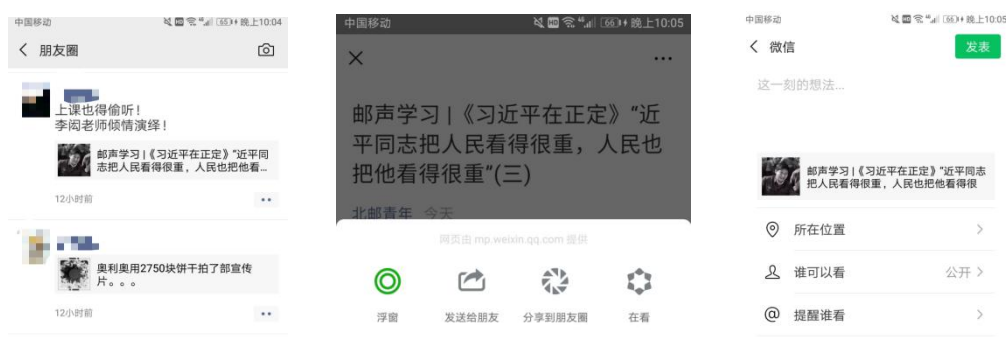 中国移动 HD 66 晚上10:04
朋友圈
上课也得偷听!
李闳老师倾情演绎!
邮声学习 | 《习近平在正定》“近平同
志把人民看得很重，人民也把他看...
12小时前
奥利奥用2750块饼干拍了部宣传
片。。。
12小时前
中国移动 HD 66 晚上10:05
邮声学习 | 《习近平在正定》“近
平同志把人民看得很重，人民也
把他看得很重”(三)
北邮青年 今天
网页由 mp.weixin.qq.com 提供
浮窗 发送给朋友 分享到朋友圈 在看
中国移动 HD 66 晚上10:05
微信 发表
这一刻的想法...
邮声学习 | 《习近平在正定》“近平同志
把人民看得很重，人民也把他看得很
所在位置
谁可以看 公开
提醒谁看